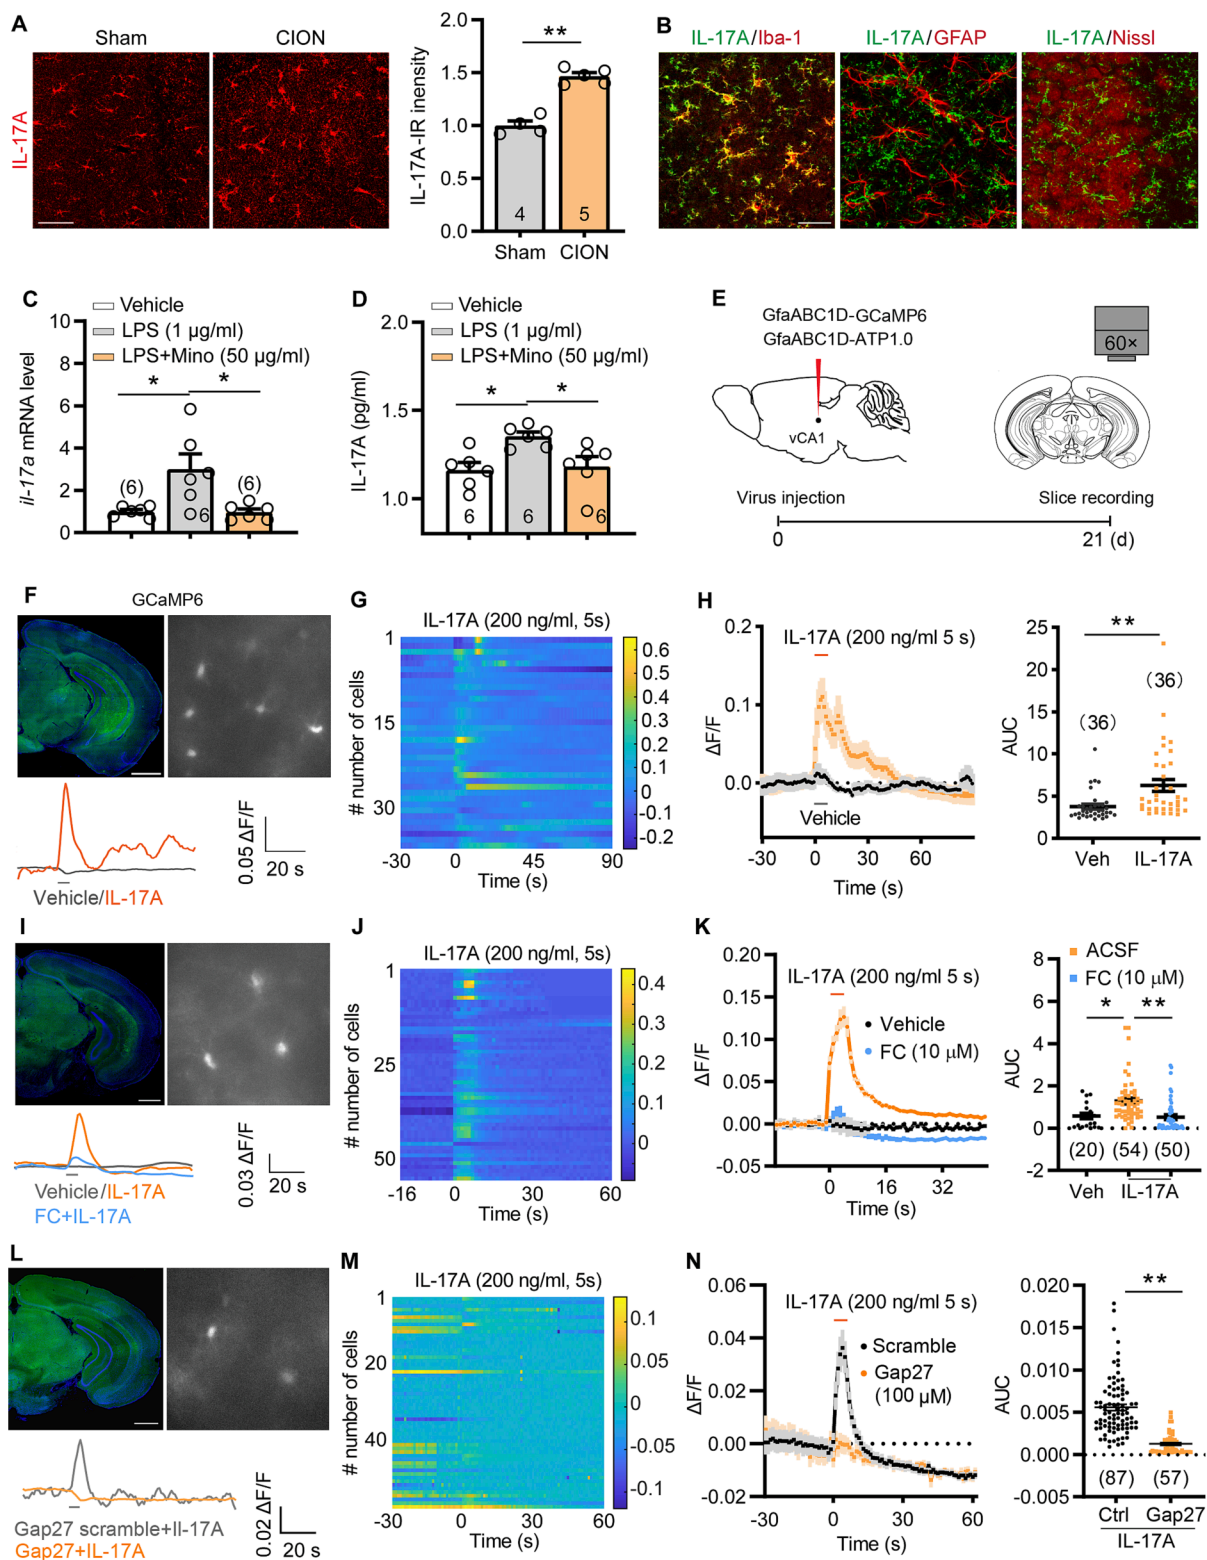 A
Sham
CION
IL-17A
IL-17A-IR inensity
2.0
1.5
1.0
0.5
0.0
**
4
5
Sham
CION
B
IL-17A/Iba-1
IL-17A/GFAP
IL-17A/Nissl
C
Vehicle
LPS (1 µg/ml)
LPS+Mino (50 µg/ml)
il-17a mRNA level
10
8
6
4
2
0
*
*
(6)
6
(6)
D
Vehicle
LPS (1 µg/ml)
LPS+Mino (50 µg/ml)
IL-17A (pg/ml)
2.0
1.5
1.0
*
*
6
6
6
E
GfaABC1D-GCaMP6
GfaABC1D-ATP1.0
60×
vCA1
Virus injection
Slice recording
0
21 (d)
F
GCaMP6
0.05 ΔF/F
20 s
Vehicle/IL-17A
G
IL-17A (200 ng/ml, 5s)
# number of cells
1
15
30
-30
0
45
90
Time (s)
0.6
0.5
0.4
0.3
0.2
0.1
0
-0.1
-0.2
H
IL-17A (200 ng/ml 5 s)
ΔF/F
0.2
0.1
0.0
Vehicle
-30
0
30
60
Time (s)
AUC
25
20
15
10
5
0
**
(36)
(36)
Veh
IL-17A
I
0.03 ΔF/F
20 s
Vehicle/IL-17A
FC+IL-17A
J
IL-17A (200 ng/ml, 5s)
# number of cells
1
25
50
-16
0
30
60
Time (s)
0.4
0.3
0.2
0.1
0
K
IL-17A (200 ng/ml 5 s)
Vehicle
FC (10 µM)
ΔF/F
0.20
0.15
0.10
0.05
0.00
-0.05
0
16
32
Time (s)
ACSF
FC (10 µM)
AUC
8
6
4
2
0
-2
*
**
(20)
(54)
(50)
Veh
IL-17A
L
0.02 ΔF/F
20 s
Gap27 scramble+Il-17A
Gap27+IL-17A
M
IL-17A (200 ng/ml, 5s)
# number of cells
1
20
40
-30
0
30
60
Time (s)
0.1
0.05
0
-0.05
-0.1
N
IL-17A (200 ng/ml 5 s)
Scramble
Gap27
(100 µM)
ΔF/F
0.06
0.04
0.02
0.00
-0.02
-30
0
30
60
Time (s)
AUC
0.020
0.015
0.010
0.005
0.000
-0.005
**
(87)
(57)
Ctrl
Gap27
IL-17A